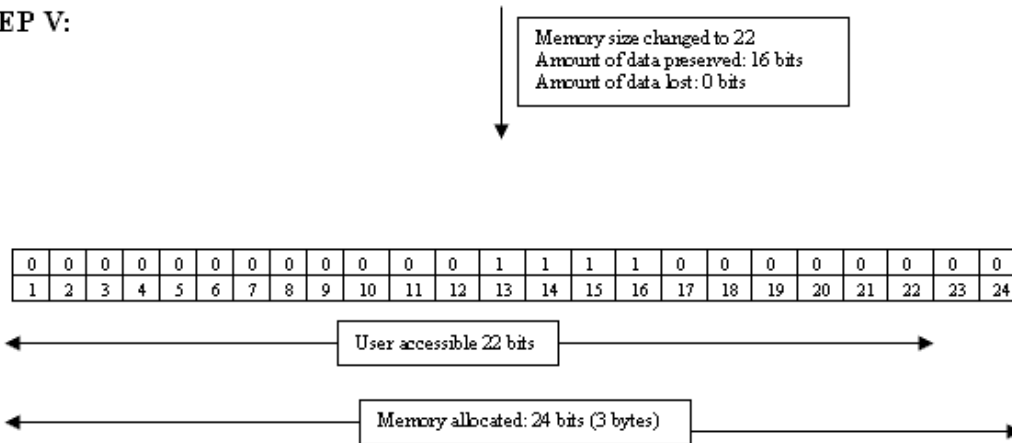 EP V:
Memory size changed to 22
Amount of data preserved: 16 bits
Amount of data lost: 0 bits
0 0 0 0 0 0 0 0 0 0 0 0 1 1 1 1 0 0 0 0 0 0 0 0
1 2 3 4 5 6 7 8 9 10 11 12 13 14 15 16 17 18 19 20 21 22 23 24
User accessible 22 bits
Memory allocated: 24 bits (3 bytes)